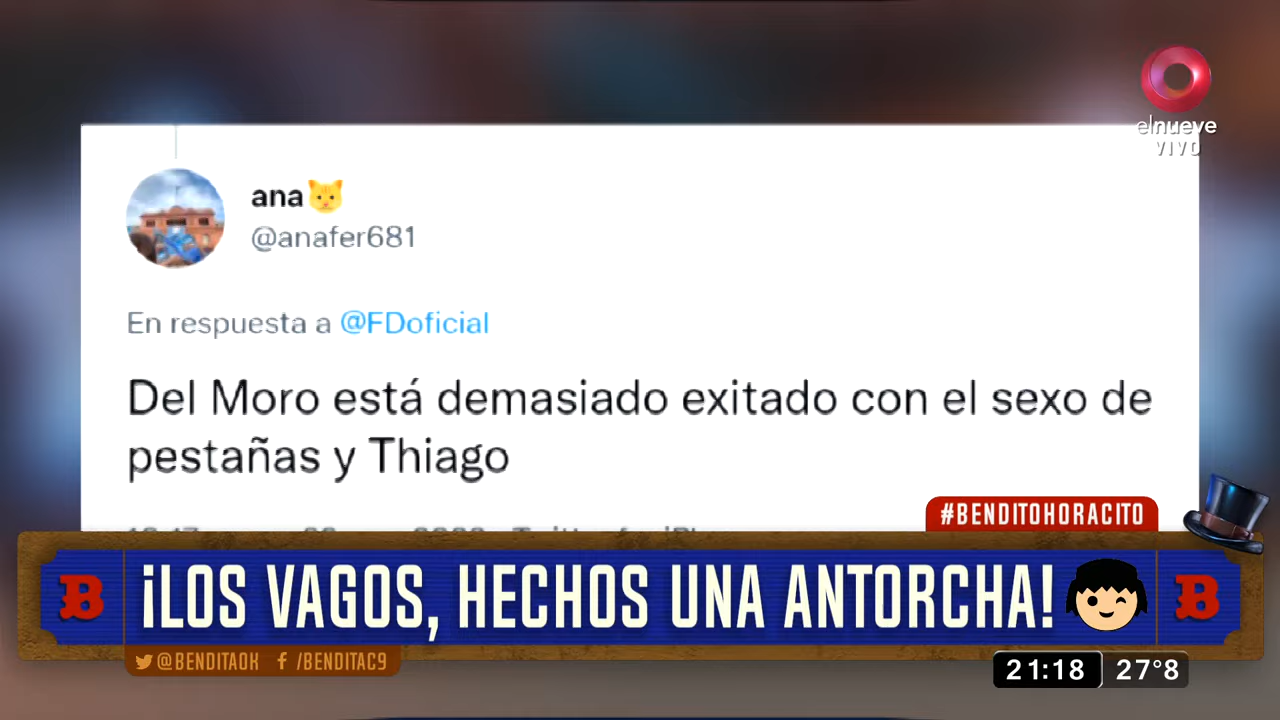 elnueve
VIVO
ana
@anafer681
En respuesta a @FDoficial
Del Moro está demasiado exitado con el sexo de
pestañas y Thiago
#BENDITOHORACITO
B ¡LOS VAGOS, HECHOS UNA ANTORCHA! B
@BENDITAOK /BENDITAC9
21:18 27°8